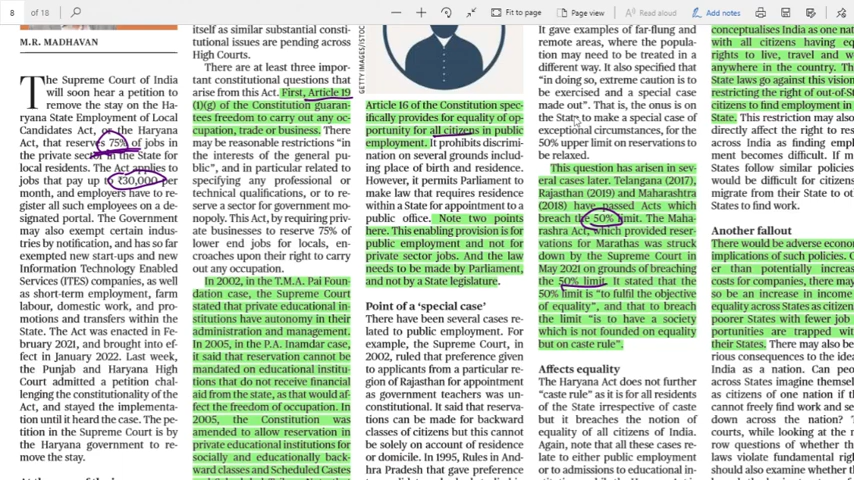 8 of 18
Fit to page
Page view
Read aloud
Add notes
M.R. MADHAVAN
The Supreme Court of India
will soon hear a petition to
remove the stay on the Ha-
ryana State Employment of Local
Candidates Act, or the Haryana
Act, that reserves 75% of jobs in
the private sector in the State for
local residents. The Act applies to
jobs that pay up to ₹30,000 per
month, and employers have to re-
gister all such employees on a de-
signated portal. The Government
may also exempt certain indus-
tries by notification, and has so far
exempted new start-ups and new
Information Technology Enabled
Services (ITES) companies, as well
as short-term employment, farm
labour, domestic work, and pro-
motions and transfers within the
State. The Act was enacted in Fe-
bruary 2021, and brought into ef-
fect in January 2022. Last week,
the Punjab and Haryana High
Court admitted a petition chal-
lenging the constitutionality of the
Act, and stayed the implementa-
tion until it heard the case. The pe-
tition in the Supreme Court is by
the Haryana government to re-
move the stay.
itself as similar substantial consti-
tutional issues are pending across
High Courts.
There are at least three impor-
tant constitutional questions that
arise from this Act. First, Article 19
(1)(g) of the Constitution guaran-
tees freedom to carry out any oc-
cupation, trade or business. There
may be reasonable restrictions “in
the interests of the general pu-
blic”, and in particular related to
specifying any professional or
technical qualifications, or to re-
serve a sector for government mo-
nopoly. This Act, by requiring priv-
ate businesses to reserve 75% of
lower end jobs for locals, en-
croaches upon their right to carry
out any occupation.
In 2002, in the T.M.A. Pai Foun-
dation case, the Supreme Court
stated that private educational in-
stitutions have autonomy in their
administration and management.
In 2005, in the P.A. Inamdar case,
it said that reservation cannot be
mandated on educational institu-
tions that do not receive financial
aid from the state, as that would af-
fect the freedom of occupation. In
2005, the Constitution was
amended to allow reservation in
private educational institutions for
socially and educationally back-
ward classes and Scheduled Castes
GETTY IMAGES/ISTOC
Article 16 of the Constitution spec-
ifically provides for equality of op-
portunity for all citizens in public
employment. It prohibits discrimi-
nation on several grounds includ-
ing place of birth and residence.
However, it permits Parliament to
make law that requires residence
within a State for appointment to a
public office. Note two points
here. This enabling provision is for
public employment and not for
private sector jobs. And the law
needs to be made by Parliament,
and not by a State legislature.
Point of a ‘special case’
There have been several cases re-
lated to public employment. For
example, the Supreme Court, in
2002, ruled that preference given
to applicants from a particular re-
gion of Rajasthan for appointment
as government teachers was un-
constitutional. It said that reserva-
tions can be made for backward
classes of citizens but this cannot
be solely on account of residence
or domicile. In 1995, Rules in An-
dhra Pradesh that gave preference
It gave examples of far-flung and
remote areas, where the popula-
tion may need to be treated in a
different way. It also specified that
“in doing so, extreme caution is to
be exercised and a special case
made out”. That is, the onus is on
the State to make a special case of
exceptional circumstances, for the
50% upper limit on reservations to
be relaxed.
This question has arisen in sev-
eral cases later. Telangana (2017),
Rajasthan (2019) and Maharashtra
(2018) have passed Acts which
breach the 50% limit. The Maha-
rashra Act, which provided reser-
vations for Marathas was struck
down by the Supreme Court in
May 2021 on grounds of breaching
the 50% limit. It stated that the
50% limit is “to fulfil the objective
of equality”, and that to breach
the limit “is to have a society
which is not founded on equality
but on caste rule”.
Affects equality
The Haryana Act does not further
“caste rule” as it is for all residents
of the State irrespective of caste
but it breaches the notion of
equality of all citizens of India.
Again, note that all these cases re-
late to either public employment
or to admissions to educational in-
conceptualises India as one nat
with all citizens having eq
rights to live, travel and w
anywhere in the country. Th
State laws go against this vision
restricting the right of out-of-St
citizens to find employment in
State. This restriction may also
directly affect the right to res
across India as finding empl
ment becomes difficult. If m
States follow similar policies,
would be difficult for citizens
migrate from their State to ot
States to find work.
Another fallout
There would be adverse econo
implications of such policies. C
er than potentially increas
costs for companies, there may
so be an increase in income
equality across States as citizen
poorer States with fewer job
portunities are trapped with
their States. There may also be
rious consequences to the idea
India as a nation. Can peo
across States imagine themsel
as citizens of one nation if th
cannot freely find work and set
down across the nation? T
courts, while looking at the n
row questions of whether th
laws violate fundamental righ
should also examine whether th